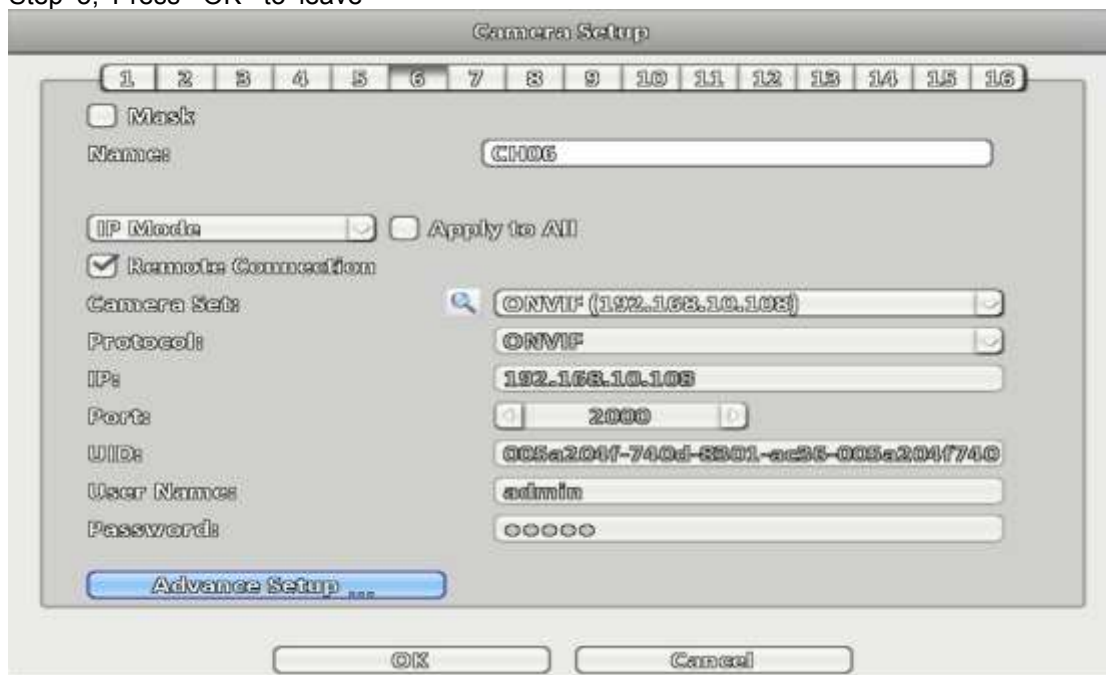 Step 5, Press "OK" to leave
Camera Setup
1 2 3 4 5 6 7 8 9 10 11 12 13 14 15 16
Mask
Name: CH06
IP Mode Apply to All
Remote Connection
Camera Set: ONVIF (192.168.10.108)
Protocol: ONVIF
IP: 192.168.10.108
Port: 2000
UID: 005a204f-740d-8301-ac36-005a204f740
User Name: admin
Password: ○○○○○
Advance Setup ...
OK Cancel